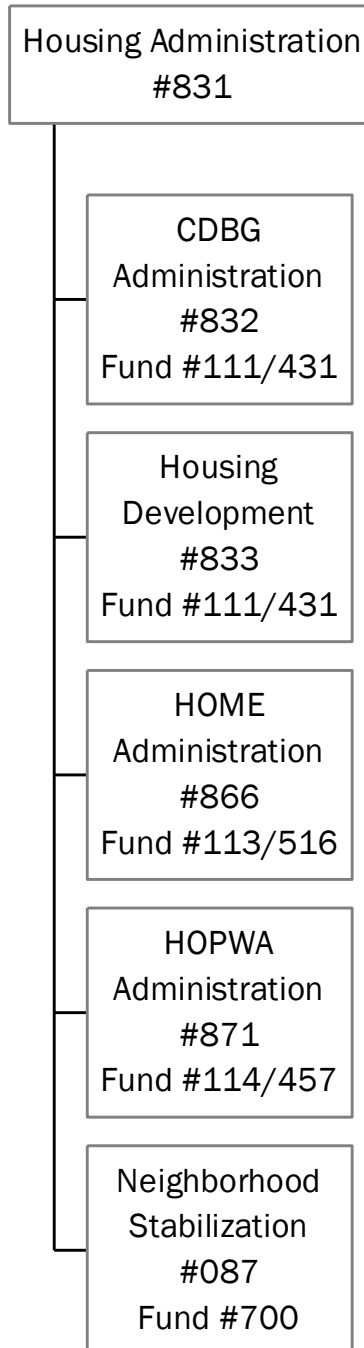 Housing Administration
#831
CDBG
Administration
#832
Fund #111/431
Housing
Development
#833
Fund #111/431
HOME
Administration
#866
Fund #113/516
HOPWA
Administration
#871
Fund #114/457
Neighborhood
Stabilization
#087
Fund #700